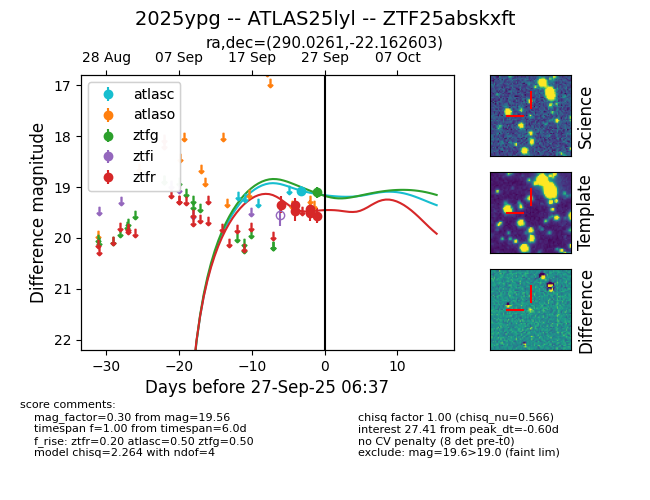 2025ypg -- ATLAS25lyl -- ZTF25abskxft
ra,dec=(290.0261,-22.162603)
28 Aug 07 Sep 17 Sep 27 Sep 07 Oct
17
18
19
20
21
22
Difference magnitude
atlasc
atlaso
ztfg
ztfi
ztfr
−30 −20 −10 0 10
Days before 27-Sep-25 06:37
Science
Template
Difference
score comments:
mag_factor=0.30 from mag=19.56
timespan f=1.00 from timespan=6.0d
f_rise: ztfr=0.20 atlasc=0.50 ztfg=0.50
model chisq=2.264 with ndof=4
chisq factor 1.00 (chisq_nu=0.566)
interest 27.41 from peak_dt=-0.60d
no CV penalty (8 det pre-t0)
exclude: mag=19.6>19.0 (faint lim)